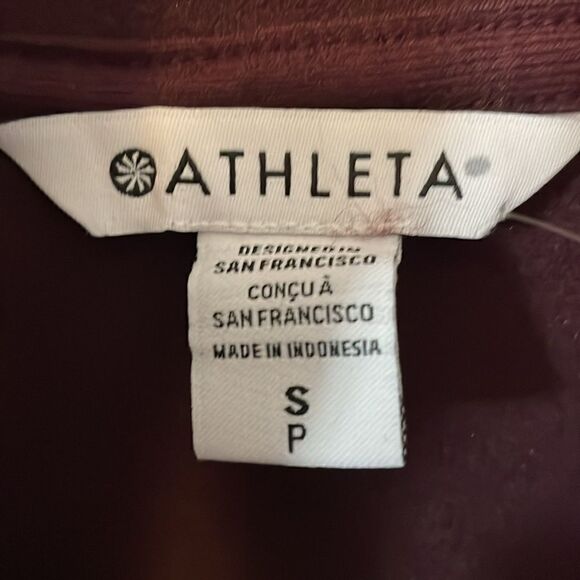 ATHLETA
DESIGNED IN
SAN FRANCISCO
CONÇU À
SAN FRANCISCO
MADE IN INDONESIA
S
P